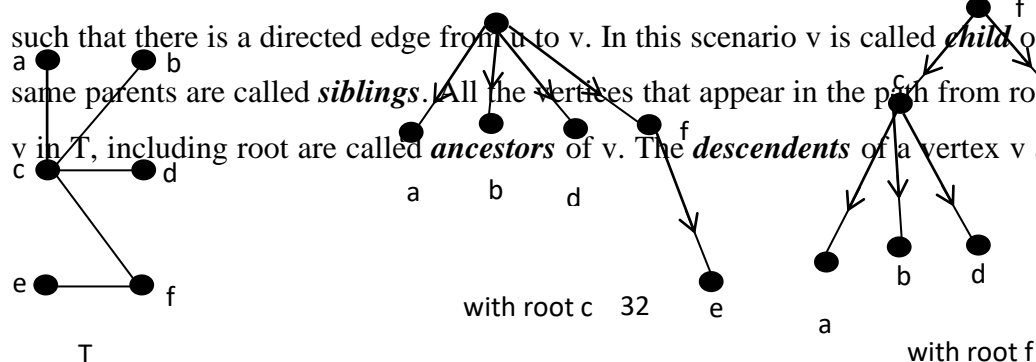 f
such that there is a directed edge from u to v. In this scenario v is called child o
a b
same parents are called siblings. All the vertices that appear in the path from ro
c
f
v in T, including root are called ancestors of v. The descendents of a vertex v
c d
a b d
b d
e f
with root c 32 e
a
T
with root f